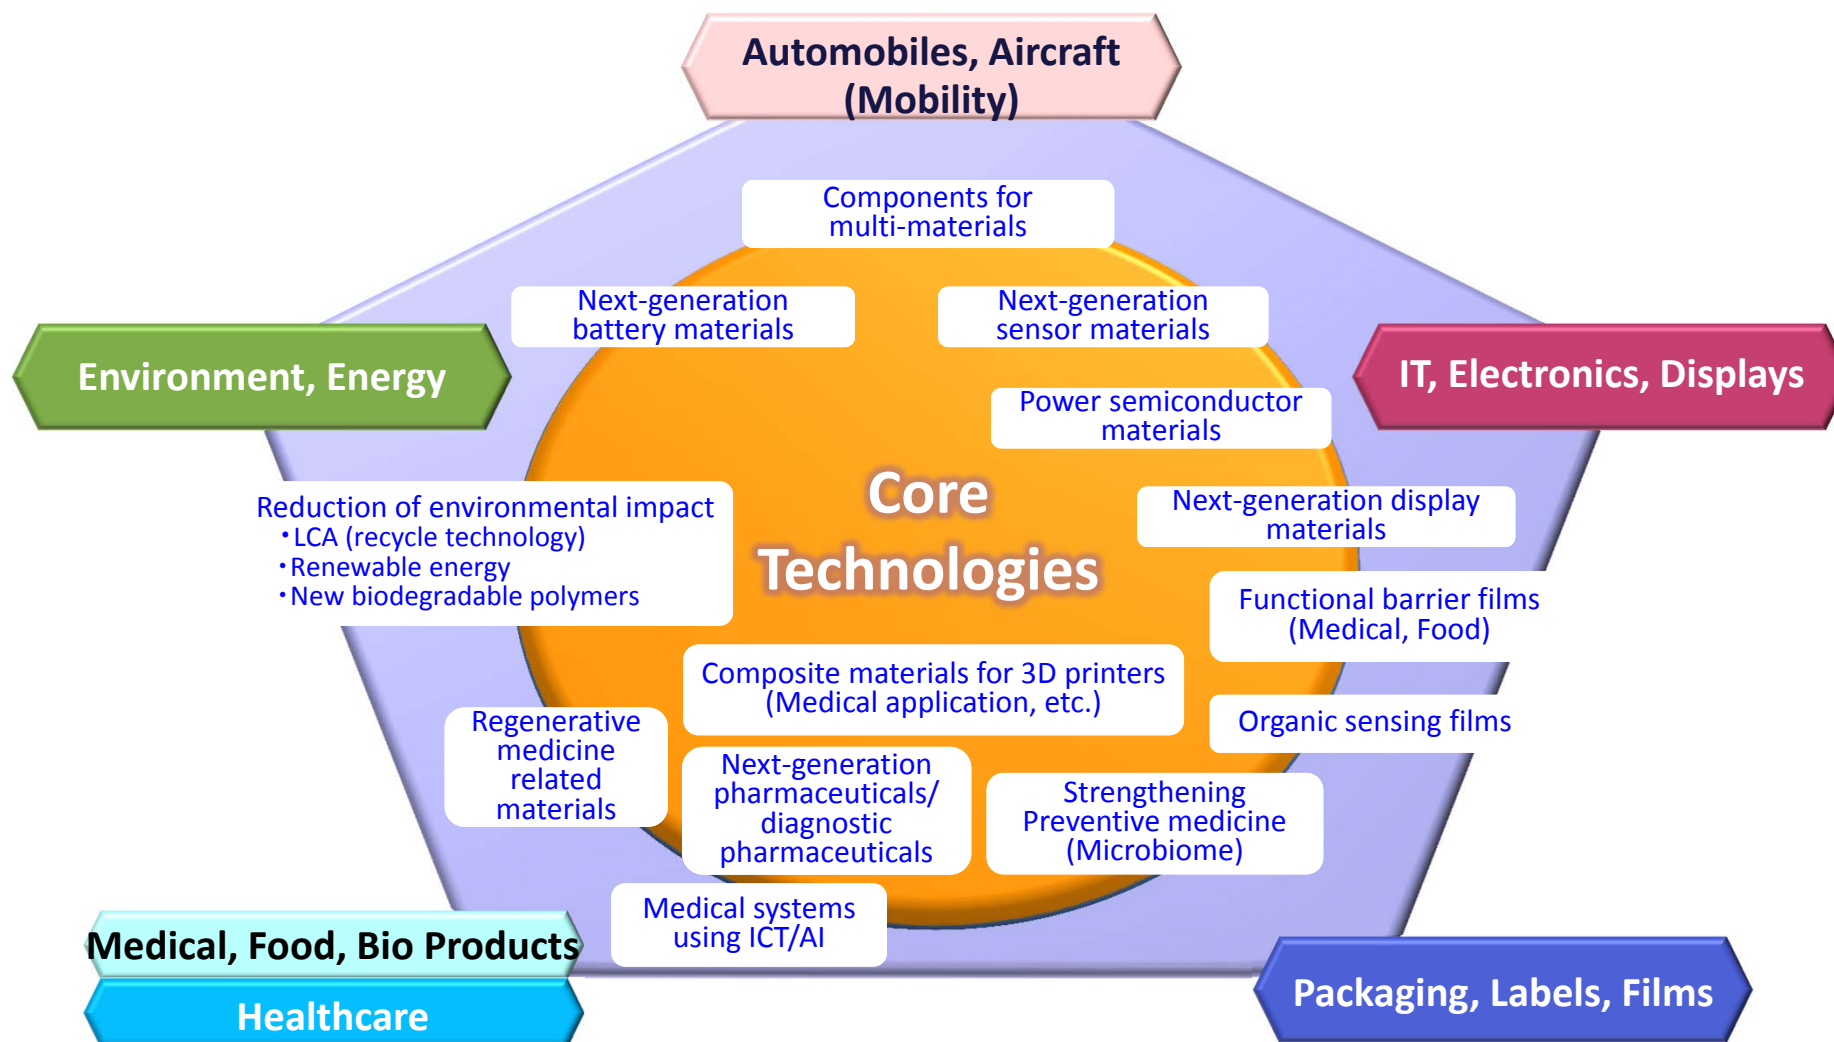 Automobiles, Aircraft
(Mobility)
Components for
multi-materials
Next-generation
battery materials
Next-generation
sensor materials
Environment, Energy
IT, Electronics, Displays
Power semiconductor
materials
Core
Technologies
Reduction of environmental impact
・LCA (recycle technology)
・Renewable energy
・New biodegradable polymers
Next-generation display
materials
Functional barrier films
(Medical, Food)
Composite materials for 3D printers
(Medical application, etc.)
Organic sensing films
Regenerative
medicine
related
materials
Next-generation
pharmaceuticals/
diagnostic
pharmaceuticals
Strengthening
Preventive medicine
(Microbiome)
Medical systems
using ICT/AI
Medical, Food, Bio Products
Healthcare
Packaging, Labels, Films